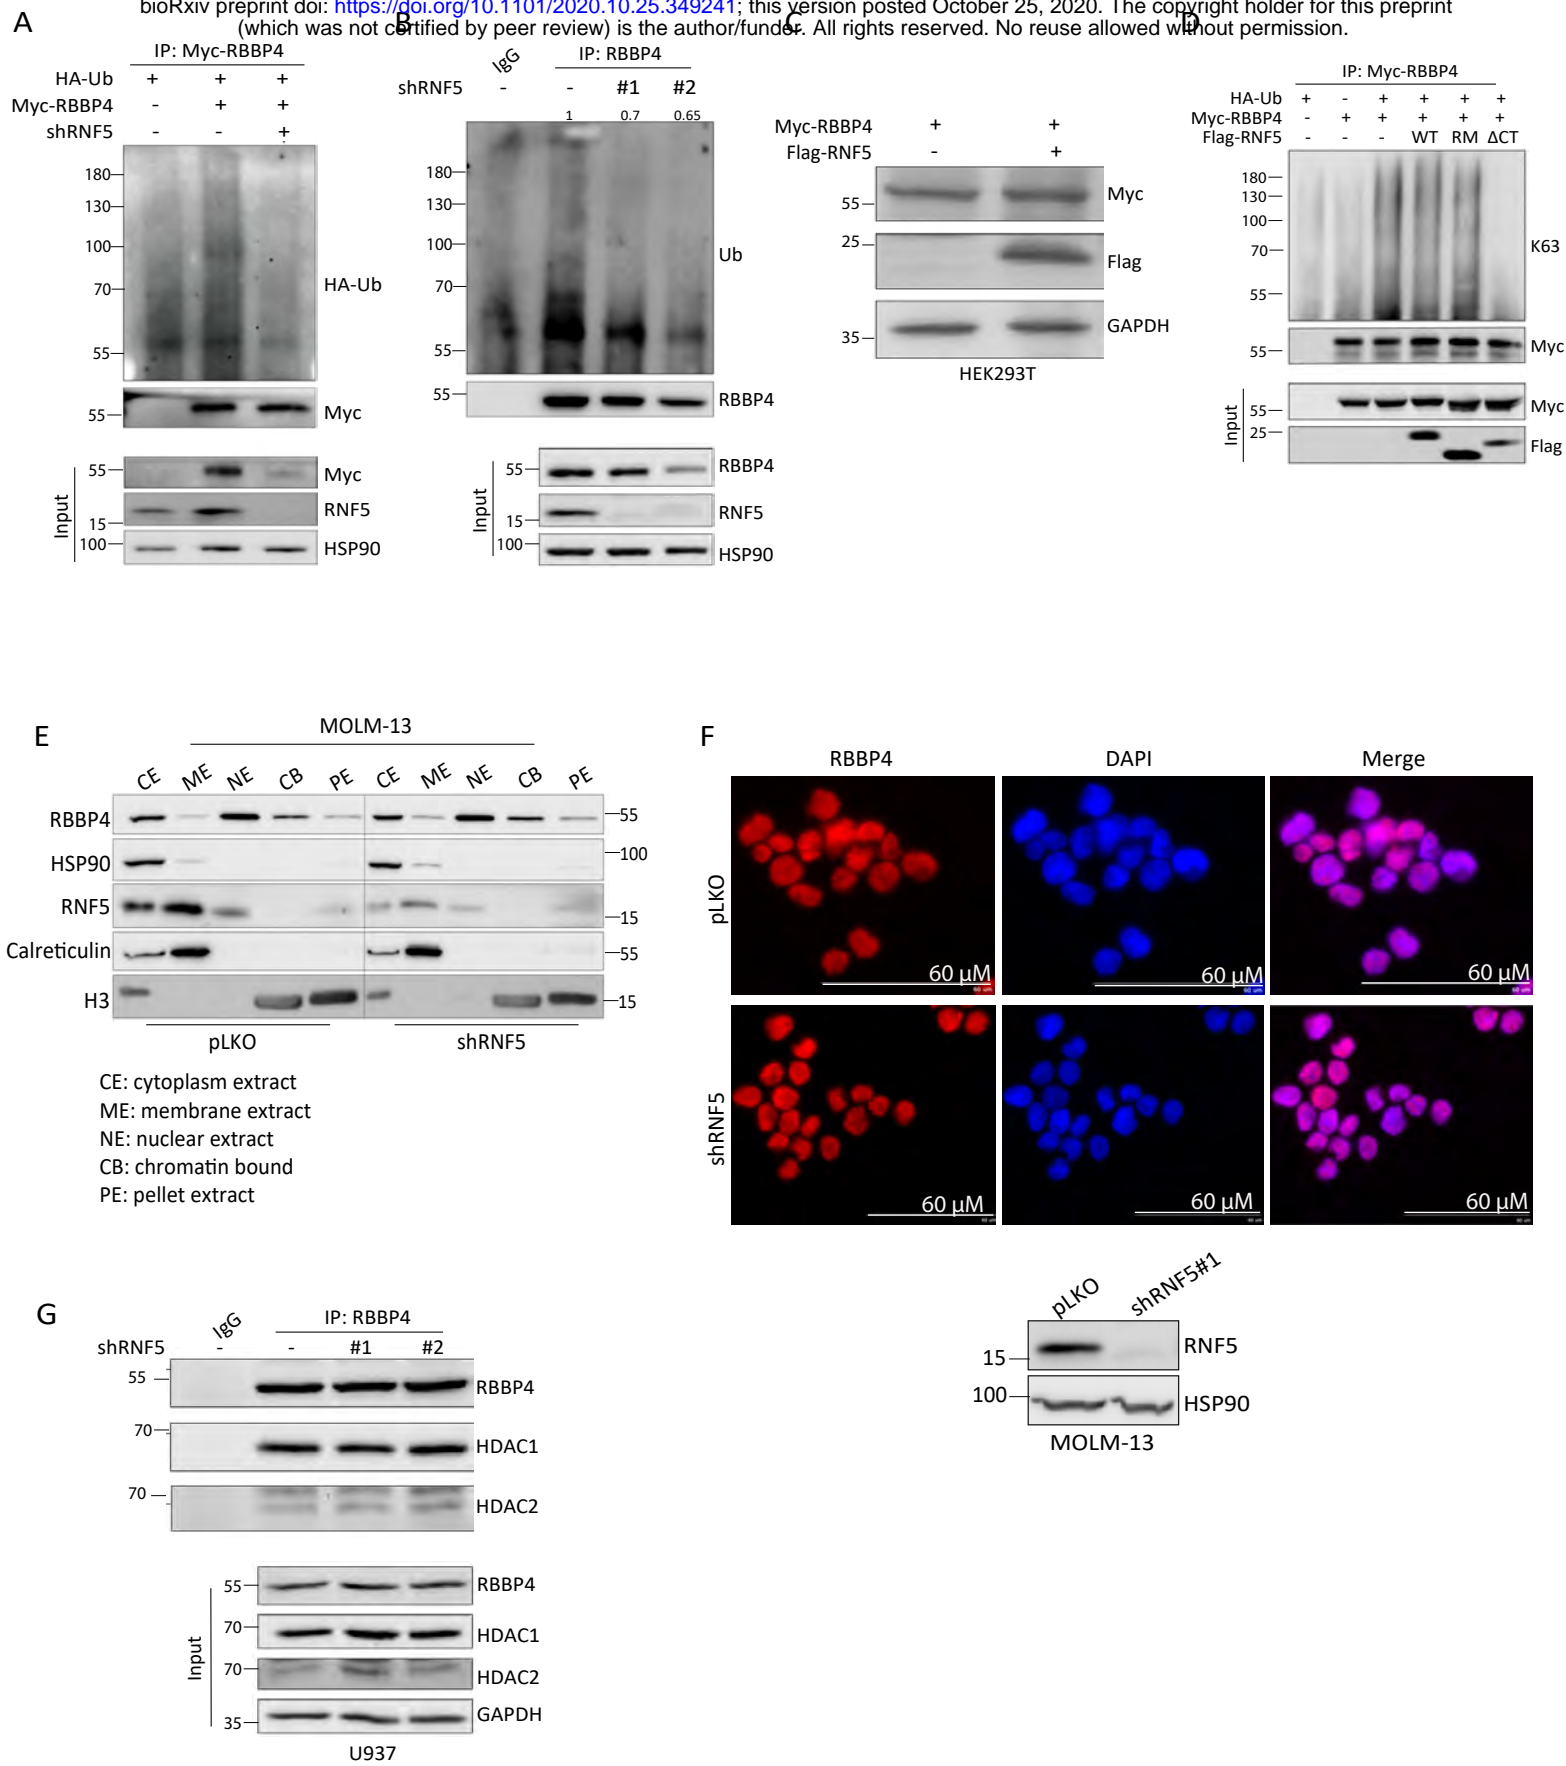 bioRxiv preprint doi: https://doi.org/10.1101/2020.10.25.349241; this version posted October 25, 2020. The copyright holder for this preprint
(which was not certified by peer review) is the author/funder. All rights reserved. No reuse allowed without permission.
A
IP: Myc-RBBP4
HA-Ub + + +
Myc-RBBP4 - + +
shRNF5 - - +
180
130
100
70
55
HA-Ub
55 Myc
Input
55 Myc
15 RNF5
100 HSP90
B
IgG
IP: RBBP4
shRNF5 - - #1 #2
1 0.7 0.65
180
130
100
70
55
Ub
55 RBBP4
Input
55 RBBP4
15 RNF5
100 HSP90
C
Myc-RBBP4 + +
Flag-RNF5 - +
55 Myc
25 Flag
35 GAPDH
HEK293T
D
IP: Myc-RBBP4
HA-Ub + - + + + +
Myc-RBBP4 - + + + + +
Flag-RNF5 - - - WT RM ΔCT
180
130
100
70
55
K63
55 Myc
Input
55 Myc
25 Flag
E
MOLM-13
CE ME NE CB PE CE ME NE CB PE
RBBP4 55
HSP90 100
RNF5 15
Calreticulin 55
H3 15
pLKO shRNF5
CE: cytoplasm extract
ME: membrane extract
NE: nuclear extract
CB: chromatin bound
PE: pellet extract
F
RBBP4 DAPI Merge
pLKO
60 µM 60 µM 60 µM
shRNF5
60 µM 60 µM 60 µM
pLKO shRNF5#1
15 RNF5
100 HSP90
MOLM-13
G
IgG
IP: RBBP4
shRNF5 - - #1 #2
55 RBBP4
70 HDAC1
70 HDAC2
Input
55 RBBP4
70 HDAC1
70 HDAC2
35 GAPDH
U937